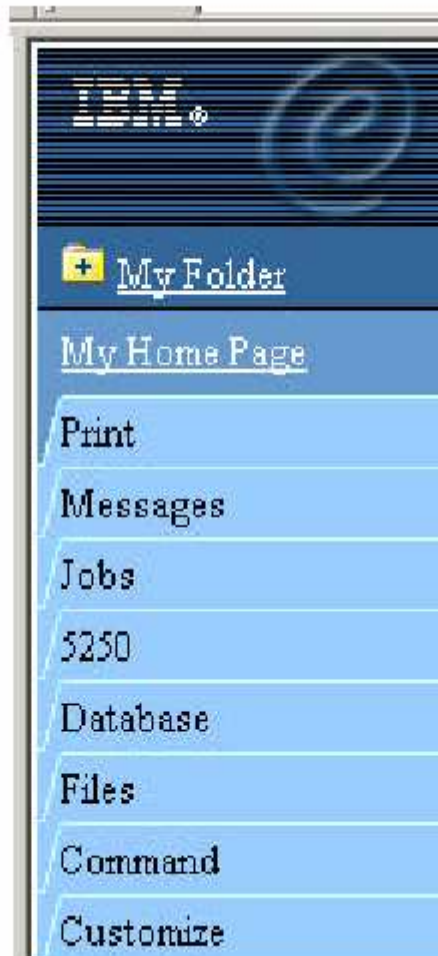 IBM®
My Folder
My Home Page
Print
Messages
Jobs
5250
Database
Files
Command
Customize